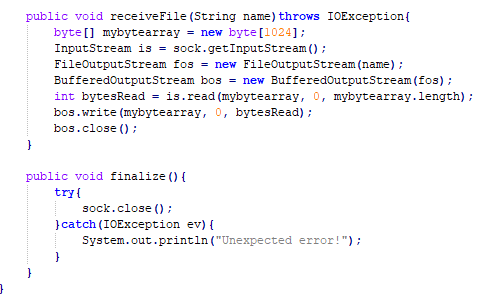 public void receiveFile(String name)throws IOException{
byte[] mybytearray = new byte[1024];
InputStream is = sock.getInputStream();
FileOutputStream fos = new FileOutputStream(name);
BufferedOutputStream bos = new BufferedOutputStream(fos);
int bytesRead = is.read(mybytearray, 0, mybytearray.length);
bos.write(mybytearray, 0, bytesRead);
bos.close();
}
public void finalize(){
try{
sock.close();
}catch(IOException ev){
System.out.println("Unexpected error!");
}
}
}